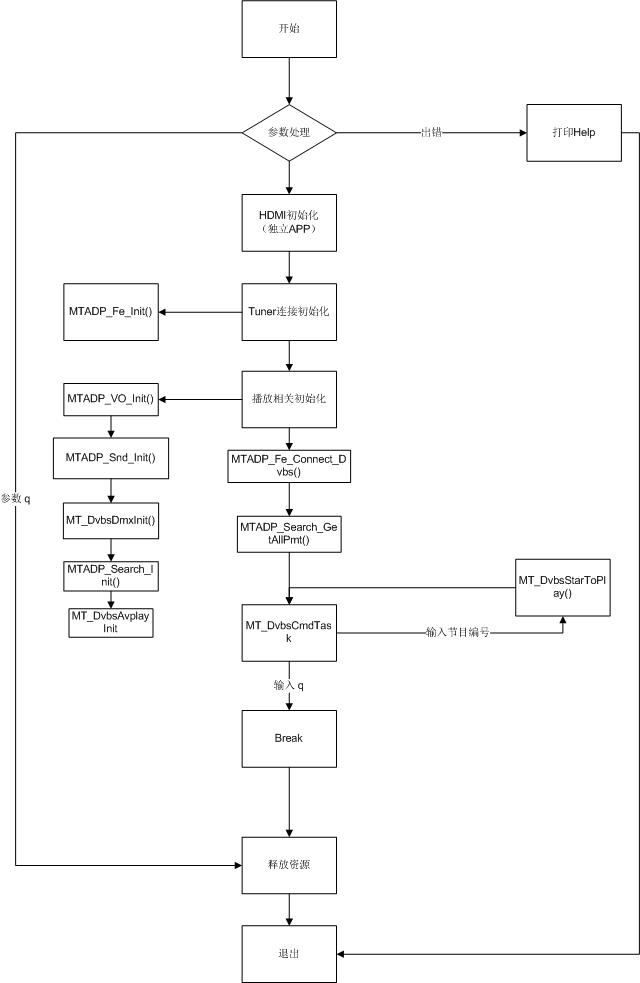 开始
参数处理
出错
打印Help
HDMI初始化
（独立APP）
MTADP_Fe_Init()
Tuner连接初始化
MTADP_VO_Init()
播放相关初始化
MTADP_Snd_Init()
MTADP_Fe_Connect_D
vbs()
参数 q
MT_DvbsDmxInit()
MTADP_Search_Ge
tAllPmt()
MTADP_Search_I
nit()
MT_DvbsStarToPl
ay()
MT_DvbsAvplay
Init
MT_DvbsCmdTas
k
输入节目编号
输入 q
Break
释放资源
退出